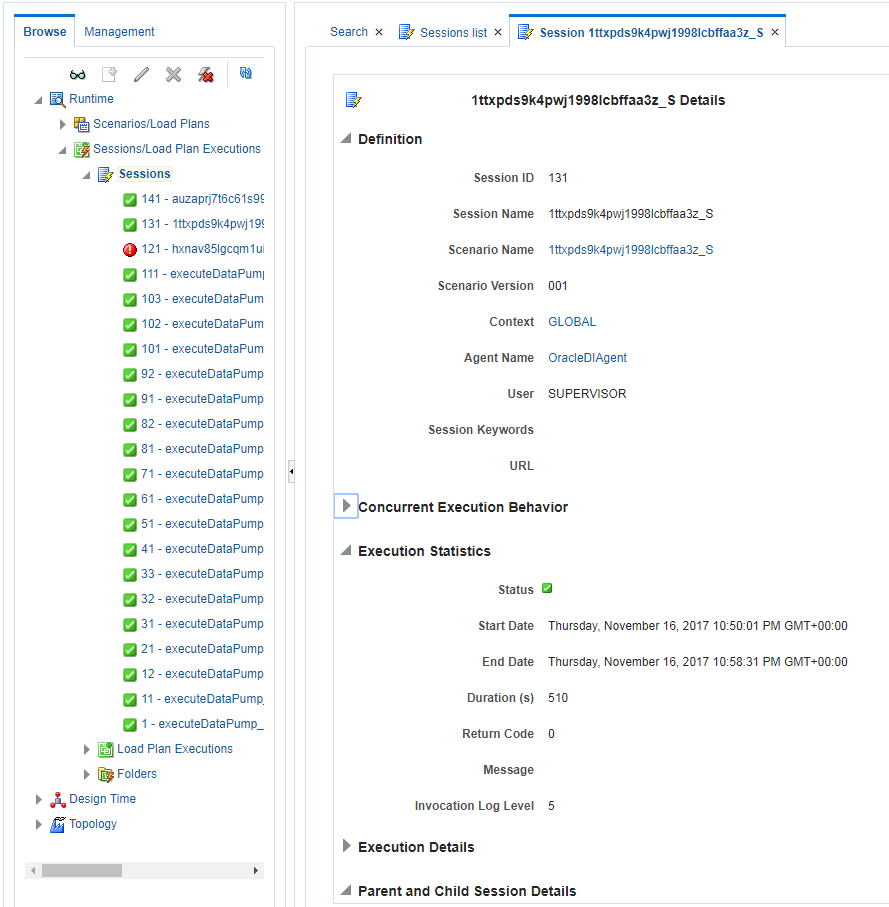 Browse
Management
Runtime
Scenarios/Load Plans
Sessions/Load Plan Executions
Sessions
141 - auzaprj7t6c61s99
131 - 1ttxpds9k4pwj199
121 - hxnav85lgcqm1ui
111 - executeDataPump
103 - executeDataPum
102 - executeDataPum
101 - executeDataPum
92 - executeDataPump
91 - executeDataPump
82 - executeDataPump
81 - executeDataPump
71 - executeDataPump
61 - executeDataPump
51 - executeDataPump
41 - executeDataPump
33 - executeDataPump
32 - executeDataPump
31 - executeDataPump
21 - executeDataPump
12 - executeDataPump
11 - executeDataPump_
1 - executeDataPump_
Load Plan Executions
Folders
Design Time
Topology
Search
Sessions list
Session 1ttxpds9k4pwj1998lcbffaa3z_S
1ttxpds9k4pwj1998lcbffaa3z_S Details
Definition
Session ID 131
Session Name 1ttxpds9k4pwj1998lcbffaa3z_S
Scenario Name 1ttxpds9k4pwj1998lcbffaa3z_S
Scenario Version 001
Context GLOBAL
Agent Name OracleDIAgent
User SUPERVISOR
Session Keywords
URL
Concurrent Execution Behavior
Execution Statistics
Status
Start Date Thursday, November 16, 2017 10:50:01 PM GMT+00:00
End Date Thursday, November 16, 2017 10:58:31 PM GMT+00:00
Duration (s) 510
Return Code 0
Message
Invocation Log Level 5
Execution Details
Parent and Child Session Details